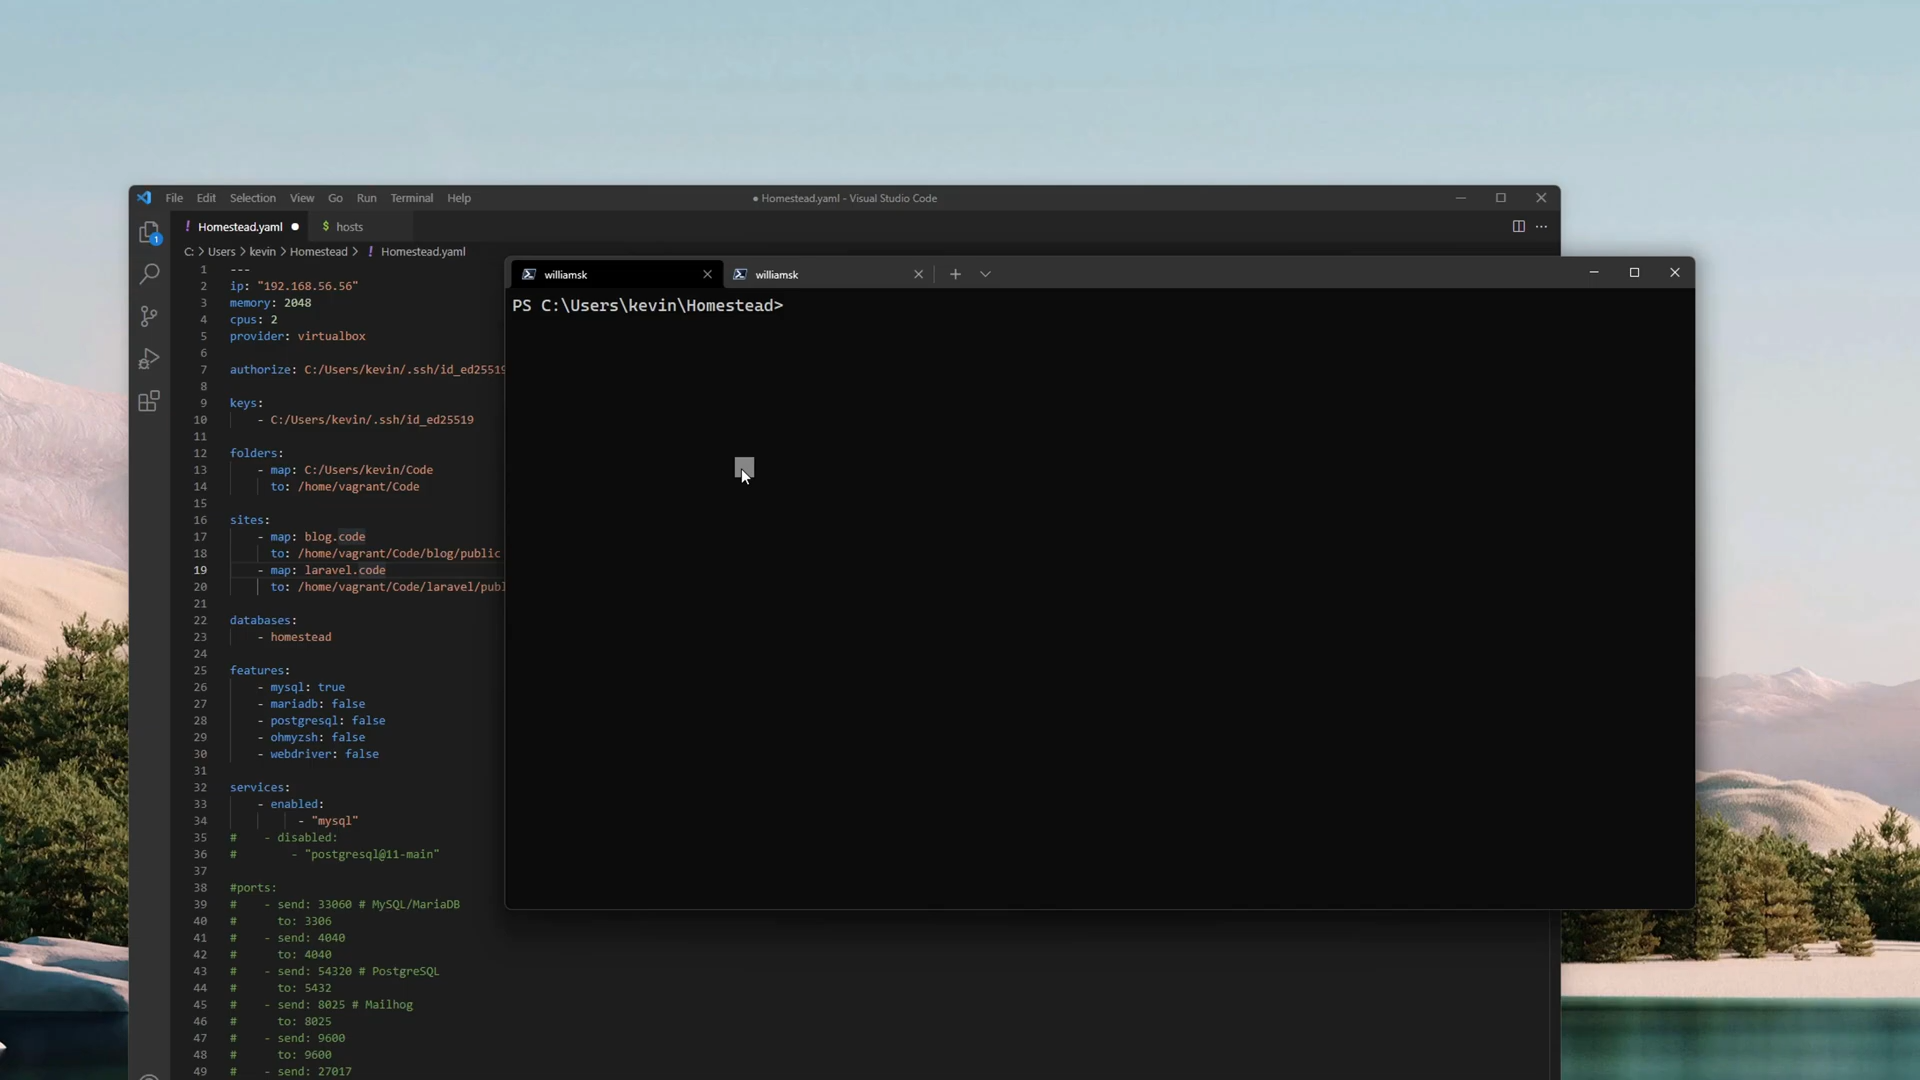 File Edit Selection View Go Run Terminal Help
● Homestead.yaml - Visual Studio Code
! Homestead.yaml ●
$ hosts
1
C: > Users > kevin > Homestead > ! Homestead.yaml
1 ---
2 ip: "192.168.56.56"
3 memory: 2048
4 cpus: 2
5 provider: virtualbox
6
7 authorize: C:/Users/kevin/.ssh/id_ed25519
8
9 keys:
10 - C:/Users/kevin/.ssh/id_ed25519
11
12 folders:
13 - map: C:/Users/kevin/Code
14 to: /home/vagrant/Code
15
16 sites:
17 - map: blog.code
18 to: /home/vagrant/Code/blog/public
19 - map: laravel.code
20 to: /home/vagrant/Code/laravel/publ
21
22 databases:
23 - homestead
24
25 features:
26 - mysql: true
27 - mariadb: false
28 - postgresql: false
29 - ohmyzsh: false
30 - webdriver: false
31
32 services:
33 - enabled:
34 - "mysql"
35 # - disabled:
36 # - "postgresql@11-main"
37
38 #ports:
39 # - send: 33060 # MySQL/MariaDB
40 # to: 3306
41 # - send: 4040
42 # to: 4040
43 # - send: 54320 # PostgreSQL
44 # to: 5432
45 # - send: 8025 # Mailhog
46 # to: 8025
47 # - send: 9600
48 # to: 9600
49 # - send: 27017
williamsk
williamsk
PS C:\Users\kevin\Homestead>